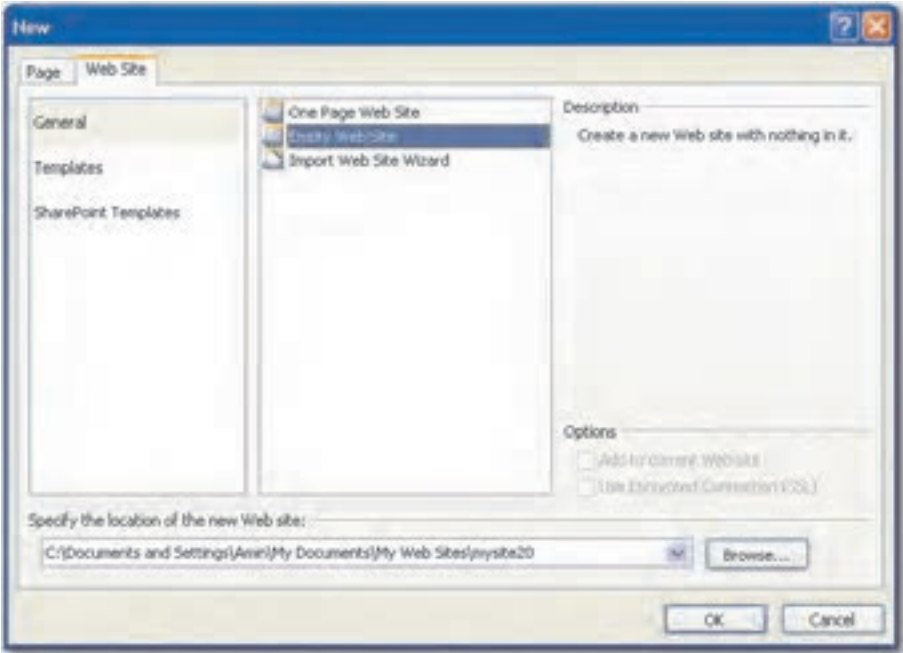 New
Page
Web Site
General
Templates
SharePoint Templates
One Page Web Site
Empty Web Site
Import Web Site Wizard
Description
Create a new Web site with nothing in it.
Options
Add to current Web site
Use Encrypted Connection (SSL)
Specify the location of the new Web site:
C:\Documents and Settings\Amin\My Documents\My Web Sites\mysite20
Browse...
OK
Cancel